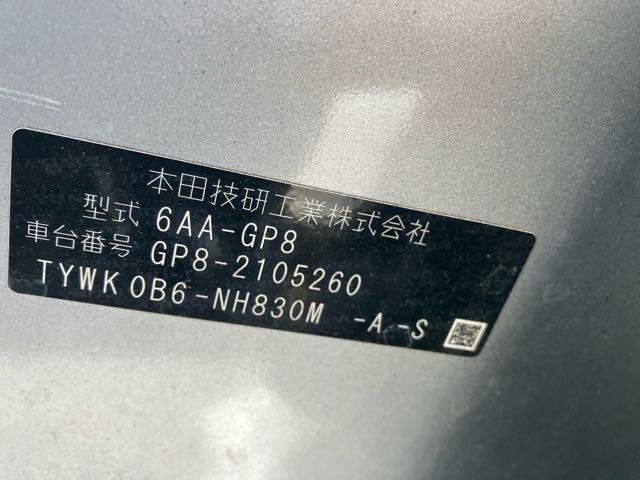 本田技研工業株式会社
型式 6AA-GP8
車台番号 GP8-2105260
TYWK0B6-NH830M -A-S